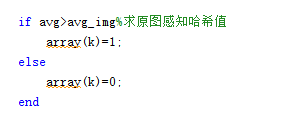 if avg>avg_img%求原图感知哈希值
array(k)=1;
else
array(k)=0;
end